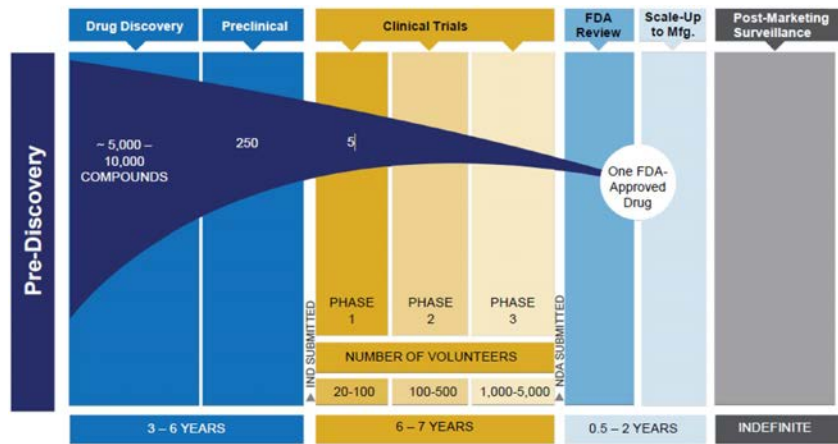 Drug Discovery
Preclinical
Clinical Trials
FDA
Review
Scale-Up
to Mfg.
Post-Marketing
Surveillance
Pre-Discovery
~ 5,000 –
10,000
COMPOUNDS
250
5
One FDA-
Approved
Drug
IND SUBMITTED
PHASE
1
PHASE
2
PHASE
3
NDA SUBMITTED
NUMBER OF VOLUNTEERS
20-100
100-500
1,000-5,000
3 – 6 YEARS
6 – 7 YEARS
0.5 – 2 YEARS
INDEFINITE